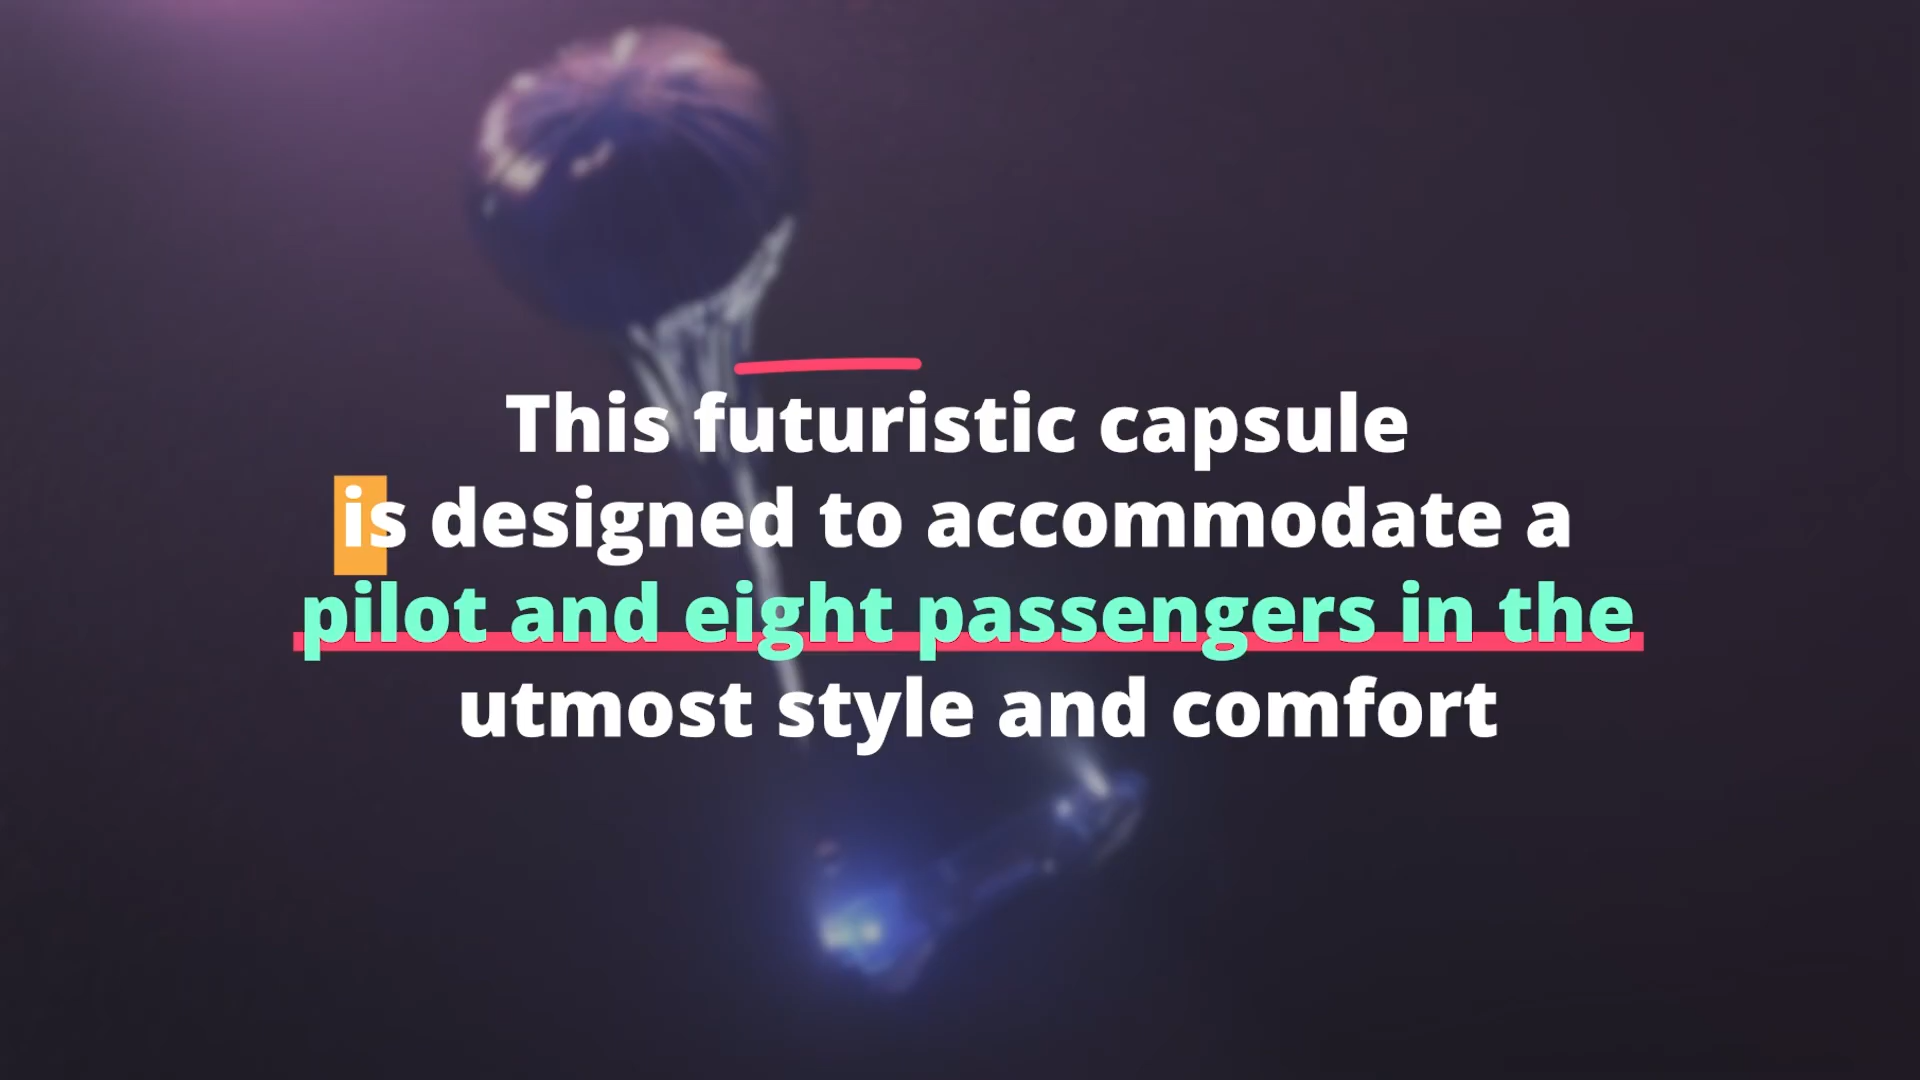 This futuristic capsule
is designed to accommodate a
pilot and eight passengers in the
utmost style and comfort